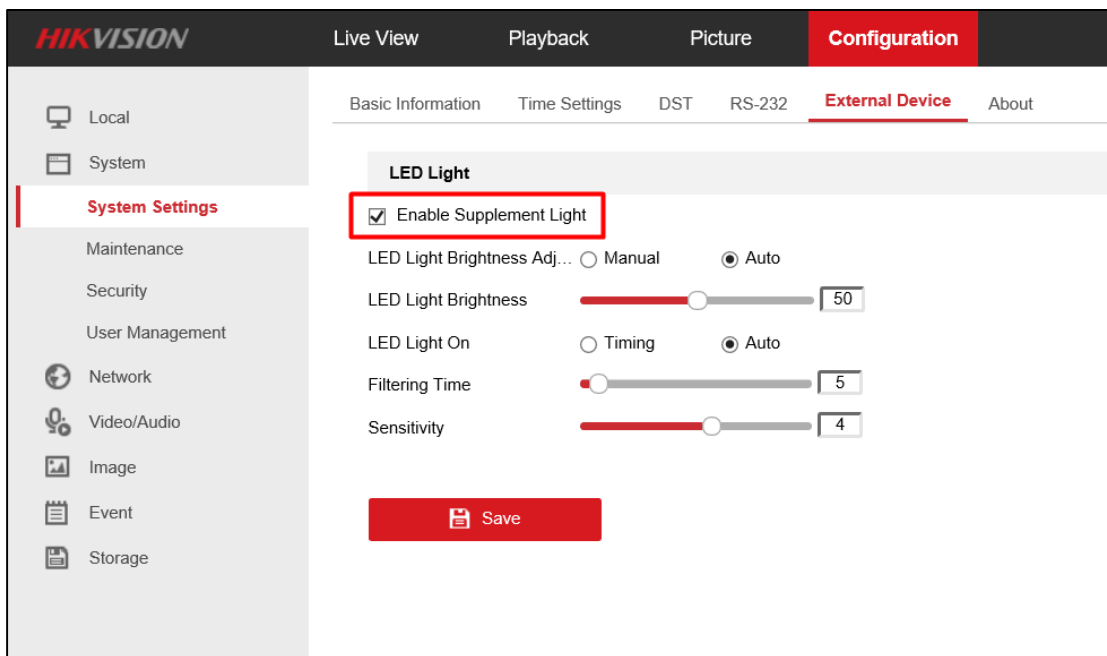 HIKVISION Live View Playback Picture Configuration
Basic Information Time Settings DST RS-232 External Device About
Local
System
System Settings
Maintenance
Security
User Management
Network
Video/Audio
Image
Event
Storage
LED Light
Enable Supplement Light
LED Light Brightness Adj... Manual Auto
LED Light Brightness 50
LED Light On Timing Auto
Filtering Time 5
Sensitivity 4
Save